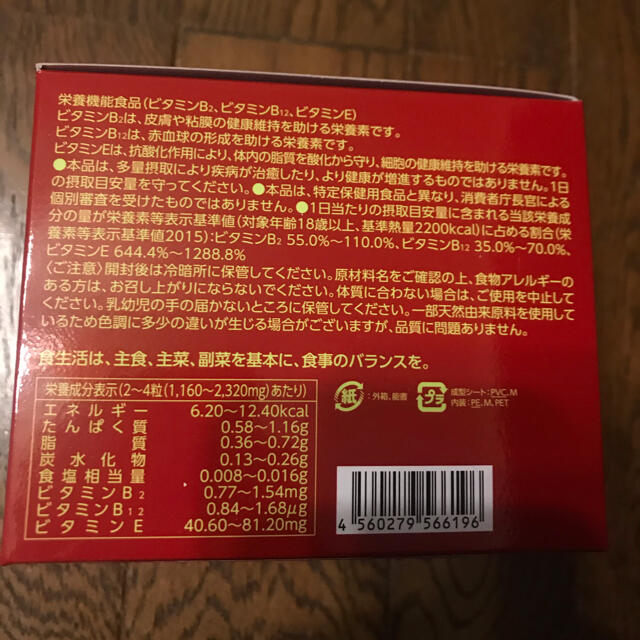 栄養機能食品(ビタミンB2、ビタミンB12、ビタミンE)
ビタミンB2は、皮膚や粘膜の健康維持を助ける栄養素です。
ビタミンB12は、赤血球の形成を助ける栄養素です。
ビタミンEは、抗酸化作用により、体内の脂質を酸化から守り、細胞の健康維持を助ける栄養素です。
●本品は、多量摂取により疾病が治癒したり、より健康が増進するものではありません。1日
の摂取目安量を守ってください。●本品は、特定保健用食品と異なり、消費者庁長官による
個別審査を受けたものではありません。●1日当たりの摂取目安量に含まれる当該栄養成
分の量が栄養素等表示基準値(対象年齢18歳以上、基準熱量2200kcal)に占める割合(栄
養素等表示基準値2015):ビタミンB2 55.0%~110.0%、ビタミンB12 35.0%~70.0%、
ビタミンE 644.4%~1288.8%
〈ご注意〉開封後は冷暗所に保管してください。原材料名をご確認の上、食物アレルギーの
ある方は、お召し上がりにならないでください。体質に合わない場合は、ご使用を中止して
ください。乳幼児の手の届かないところに保管してください。一部天然由来原料を使用して
いるため色調に多少の違いが生じる場合がございますが、品質に問題ありません。
食生活は、主食、主菜、副菜を基本に、食事のバランスを。
栄養成分表示(2~4粒(1,160~2,320mg)あたり)
エネルギー 6.20~12.40kcal
たんぱく質 0.58~1.16g
脂質 0.36~0.72g
炭水化物 0.13~0.26g
食塩相当量 0.008~0.016g
ビタミンB2 0.77~1.54mg
ビタミンB12 0.84~1.68μg
ビタミンE 40.60~81.20mg
紙 :外箱、能書
プラ 成型シート:PVC, M
内装:PE, M, PET
4 560279 566196